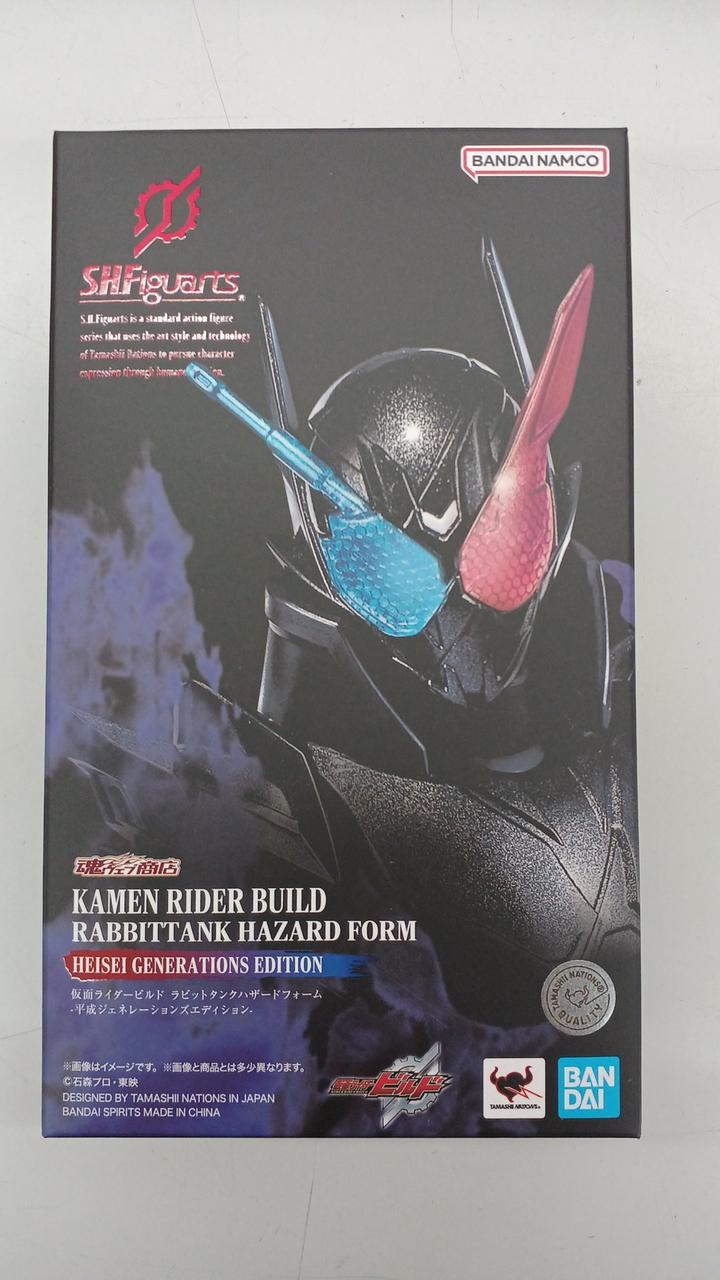 BANDAI NAMCO
S.H.Figuarts®
S.H.Figuarts is a standard action figure
series that uses the art style and technology
of Tamashii Nations to pursue character
expression through human
魂ウェブ商店
KAMEN RIDER BUILD
RABBITTANK HAZARD FORM
HEISEI GENERATIONS EDITION
仮面ライダービルド ラビットタンクハザードフォーム
-平成ジェネレーションズエディション-
TAMASHII NATIONS®
QUALITY
※画像はイメージです。 ※画像と商品とは多少異なります。
©石森プロ・東映
DESIGNED BY TAMASHII NATIONS IN JAPAN
BANDAI SPIRITS MADE IN CHINA
仮面ライダー
ビルド
TAMASHII NATIONS®
BAN
DAI